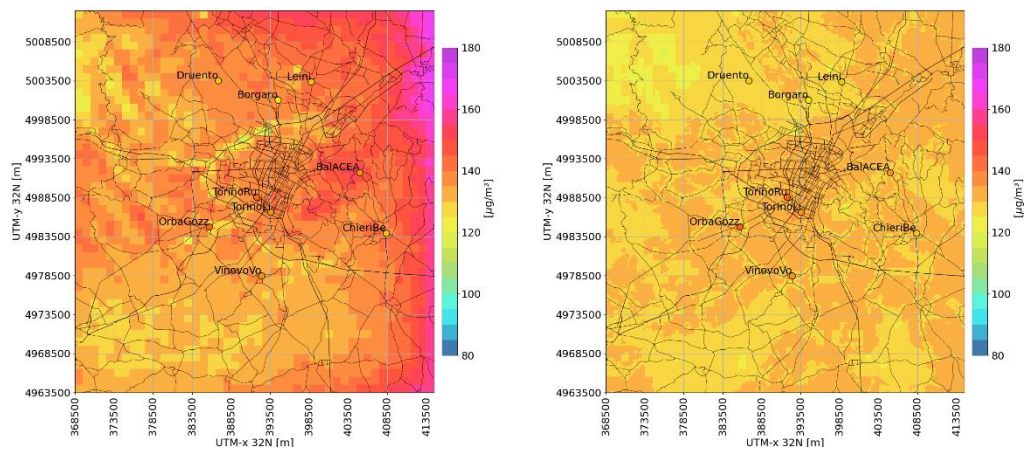 5008500
5003500
4998500
4993500
4988500
4983500
4978500
4973500
4968500
4963500
UTM-y 32N [m]
Druento
Leinì
Borgaro
BalACEA
TorinoRu
TorinoLi
OrbaGozz
ChieriBe
VinovoVo
368500
373500
378500
383500
388500
393500
398500
403500
408500
413500
UTM-x 32N [m]
180
160
140
120
100
80
[µg/m³]
5008500
5003500
4998500
4993500
4988500
4983500
4978500
4973500
4968500
4963500
UTM-y 32N [m]
Druento
Leinì
Borgaro
BalACEA
TorinoRu
TorinoLi
OrbaGozz
ChieriBe
VinovoVo
368500
373500
378500
383500
388500
393500
398500
403500
408500
413500
UTM-x 32N [m]
180
160
140
120
100
80
[µg/m³]